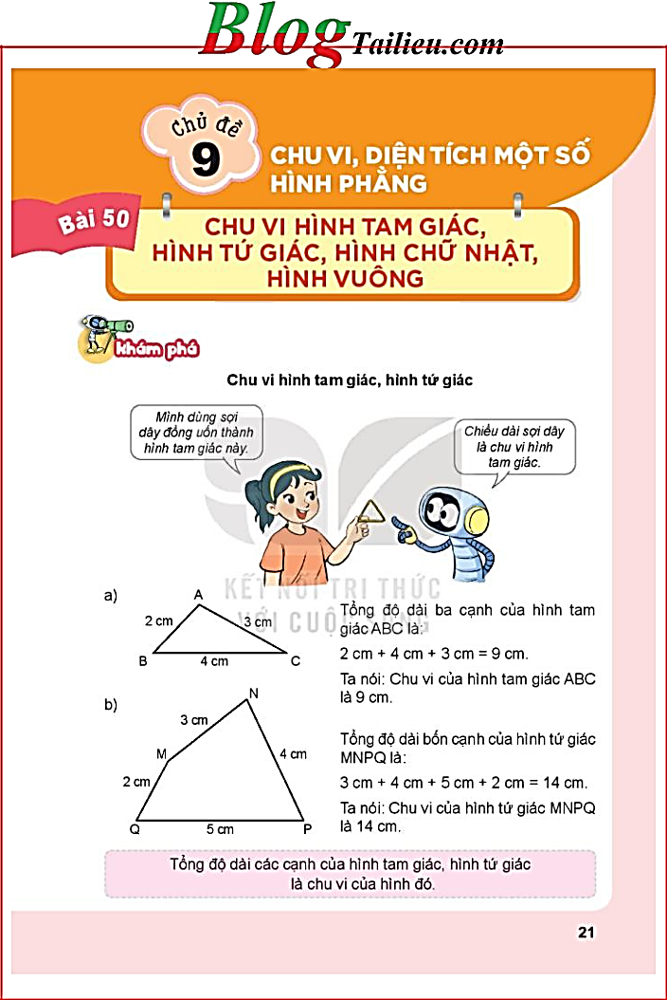 Blog Tailieu.com
Chủ đề
9
CHU VI, DIỆN TÍCH MỘT SỐ
HÌNH PHẲNG
Bài 50
CHU VI HÌNH TAM GIÁC,
HÌNH TỨ GIÁC, HÌNH CHỮ NHẬT,
HÌNH VUÔNG
Khám phá
Chu vi hình tam giác, hình tứ giác
Mình dùng sợi
dây đồng uốn thành
hình tam giác này.
Chiều dài sợi dây
là chu vi hình
tam giác.
KẾT NỐI TRI THỨC
VỚI CUỘC SỐNG
a)
A
2 cm
3 cm
B
4 cm
C
Tổng độ dài ba cạnh của hình tam
giác ABC là:
2 cm + 4 cm + 3 cm = 9 cm.
Ta nói: Chu vi của hình tam giác ABC
là 9 cm.
b)
N
3 cm
M
4 cm
2 cm
Q
5 cm
P
Tổng độ dài bốn cạnh của hình tứ giác
MNPQ là:
3 cm + 4 cm + 5 cm + 2 cm = 14 cm.
Ta nói: Chu vi của hình tứ giác MNPQ
là 14 cm.
Tổng độ dài các cạnh của hình tam giác, hình tứ giác
là chu vi của hình đó.
21